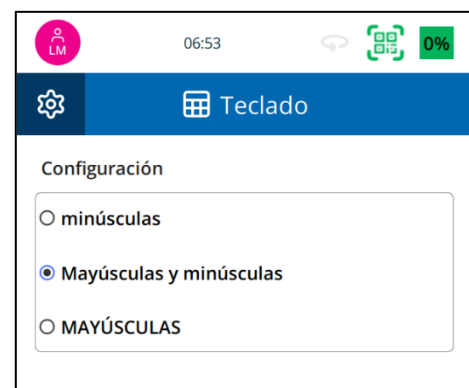 LM
06:53
0%
Teclado
Configuración
minúsculas
Mayúsculas y minúsculas
MAYÚSCULAS